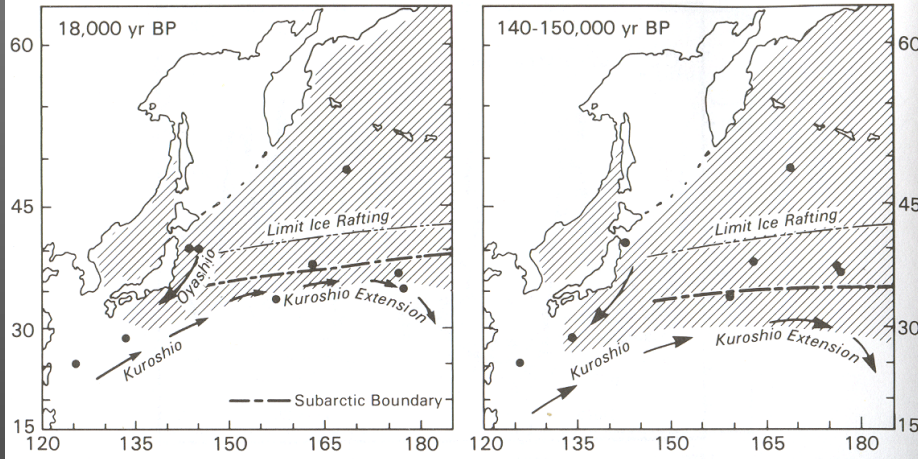 18,000 yr BP
60
45
30
15
Limit Ice Rafting
Oyashio
Kuroshio Extension
Kuroshio
Subarctic Boundary
120
135
150
165
180
140-150,000 yr BP
60
45
30
15
Limit Ice Rafting
Kuroshio Extension
Kuroshio
120
135
150
165
180